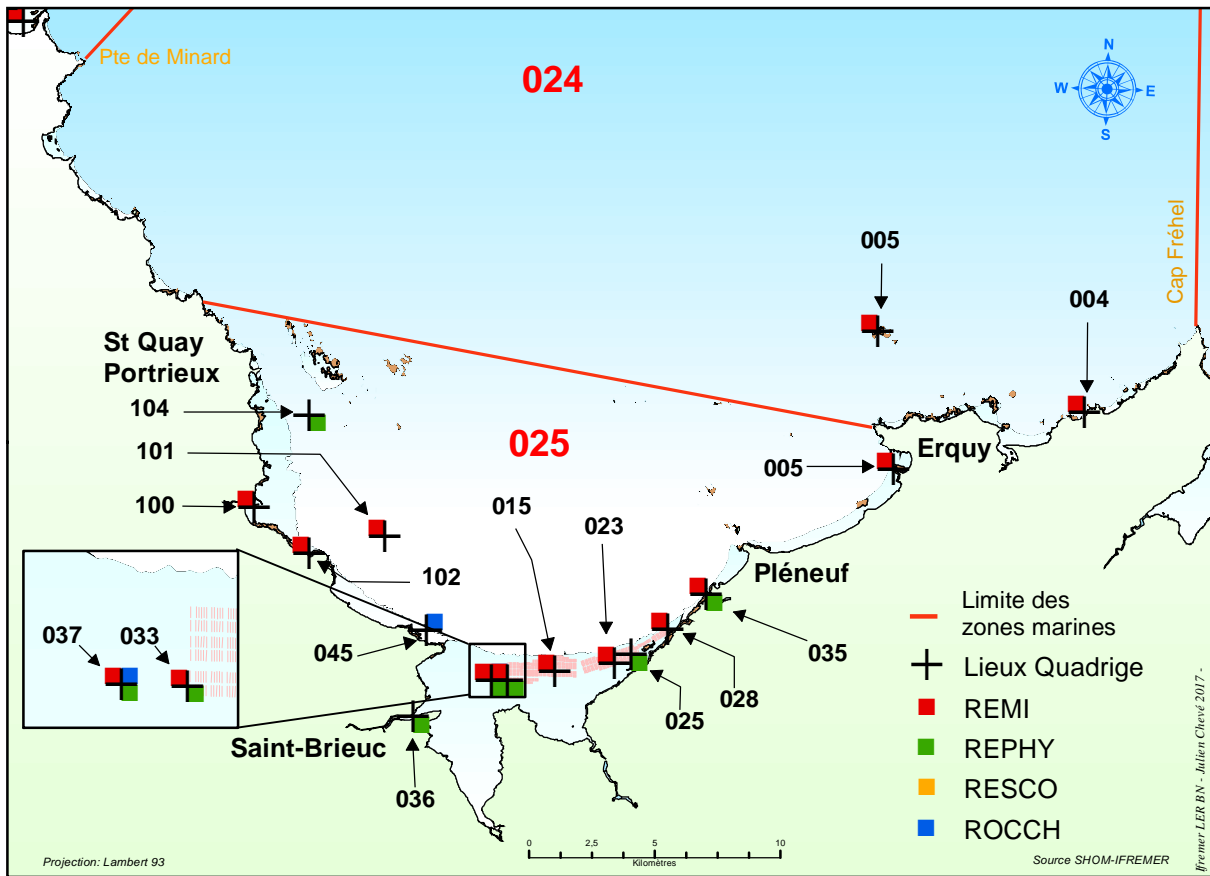 Pte de Minard
024
N
W
E
S
Cap Fréhel
005
004
St Quay
Portrieux
104
025
101
005
Erquy
100
015
023
102
Pléneuf
037
033
045
035
028
025
Saint-Brieuc
036
Limite des
zones marines
Lieux Quadrige
REMI
REPHY
RESCO
ROCCH
0
2,5
5
10
Kilomètres
Projection: Lambert 93
Source SHOM-IFREMER
Ifremer LER BN - Julien Chevé 2017 -